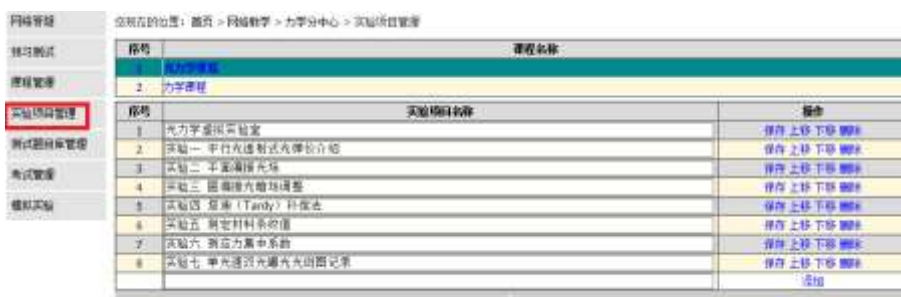 网络答疑
您现在的位置：首页 > 网络教学 > 力学分中心 > 实验项目管理
预习测试
序号 课程名称
1 光力学课程
课程管理
2 力学课程
实验项目管理
序号 实验项目名称 操作
1 光力学虚拟实验室 保存 上移 下移 删除
测试题目库管理
2 实验一 平行光透射式光弹仪介绍 保存 上移 下移 删除
3 实验二 平面偏振光场 保存 上移 下移 删除
考试管理
4 实验三 圆偏振光暗场调整 保存 上移 下移 删除
模拟实验
5 实验四 (Tardy) 补偿法 保存 上移 下移 删除
6 实验五 测定材料条纹值 保存 上移 下移 删除
7 实验六 测应力集中系数 保存 上移 下移 删除
8 实验七 单光源双光曝光光斑图记录 保存 上移 下移 删除
添加